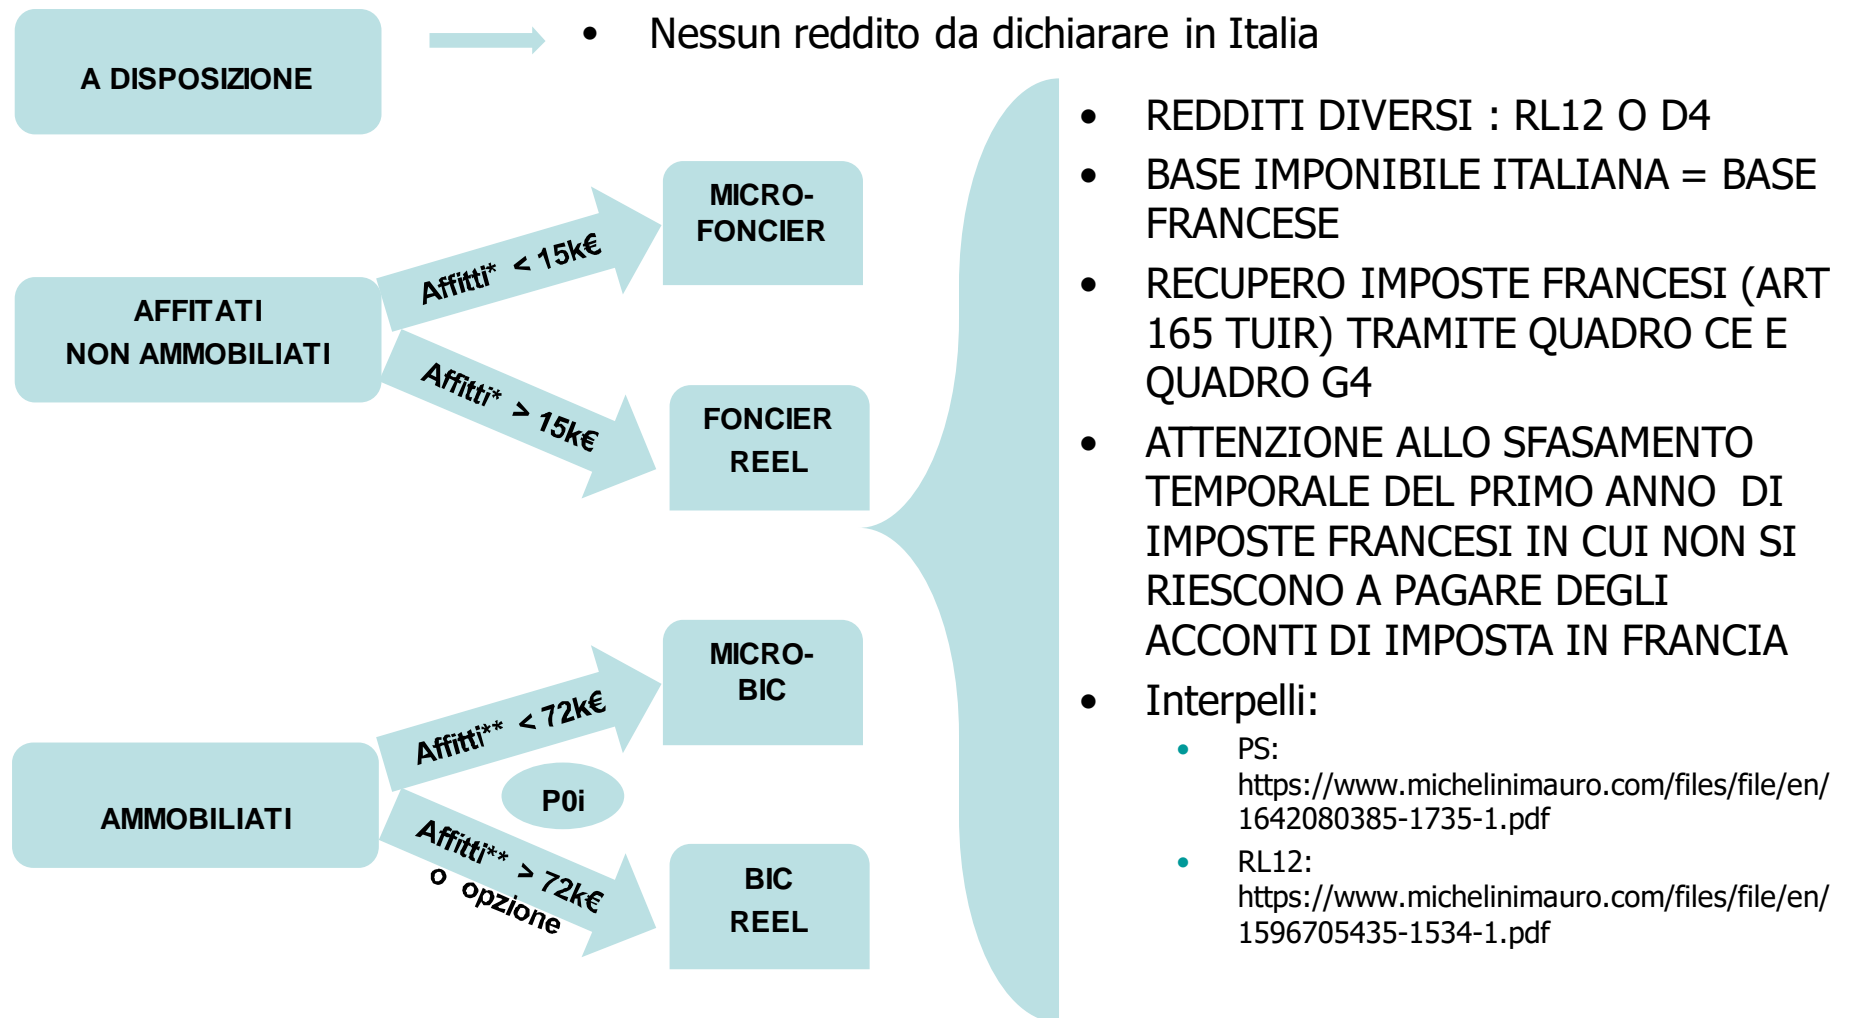 A DISPOSIZIONE
• Nessun reddito da dichiarare in Italia
AFFITATI
NON AMMOBILIATI
Affitti* < 15k€
MICRO-
FONCIER
Affitti* > 15k€
FONCIER
REEL
AMMOBILIATI
Affitti** < 72k€
MICRO-
BIC
P0i
Affitti** > 72k€
o opzione
BIC
REEL
• REDDITI DIVERSI : RL12 O D4
• BASE IMPONIBILE ITALIANA = BASE
FRANCESE
• RECUPERO IMPOSTE FRANCESI (ART
165 TUIR) TRAMITE QUADRO CE E
QUADRO G4
• ATTENZIONE ALLO SFASAMENTO
TEMPORALE DEL PRIMO ANNO DI
IMPOSTE FRANCESI IN CUI NON SI
RIESCONO A PAGARE DEGLI
ACCONTI DI IMPOSTA IN FRANCIA
• Interpelli:
• PS:
https://www.michelinimauro.com/files/file/en/
1642080385-1735-1.pdf
• RL12:
https://www.michelinimauro.com/files/file/en/
1596705435-1534-1.pdf